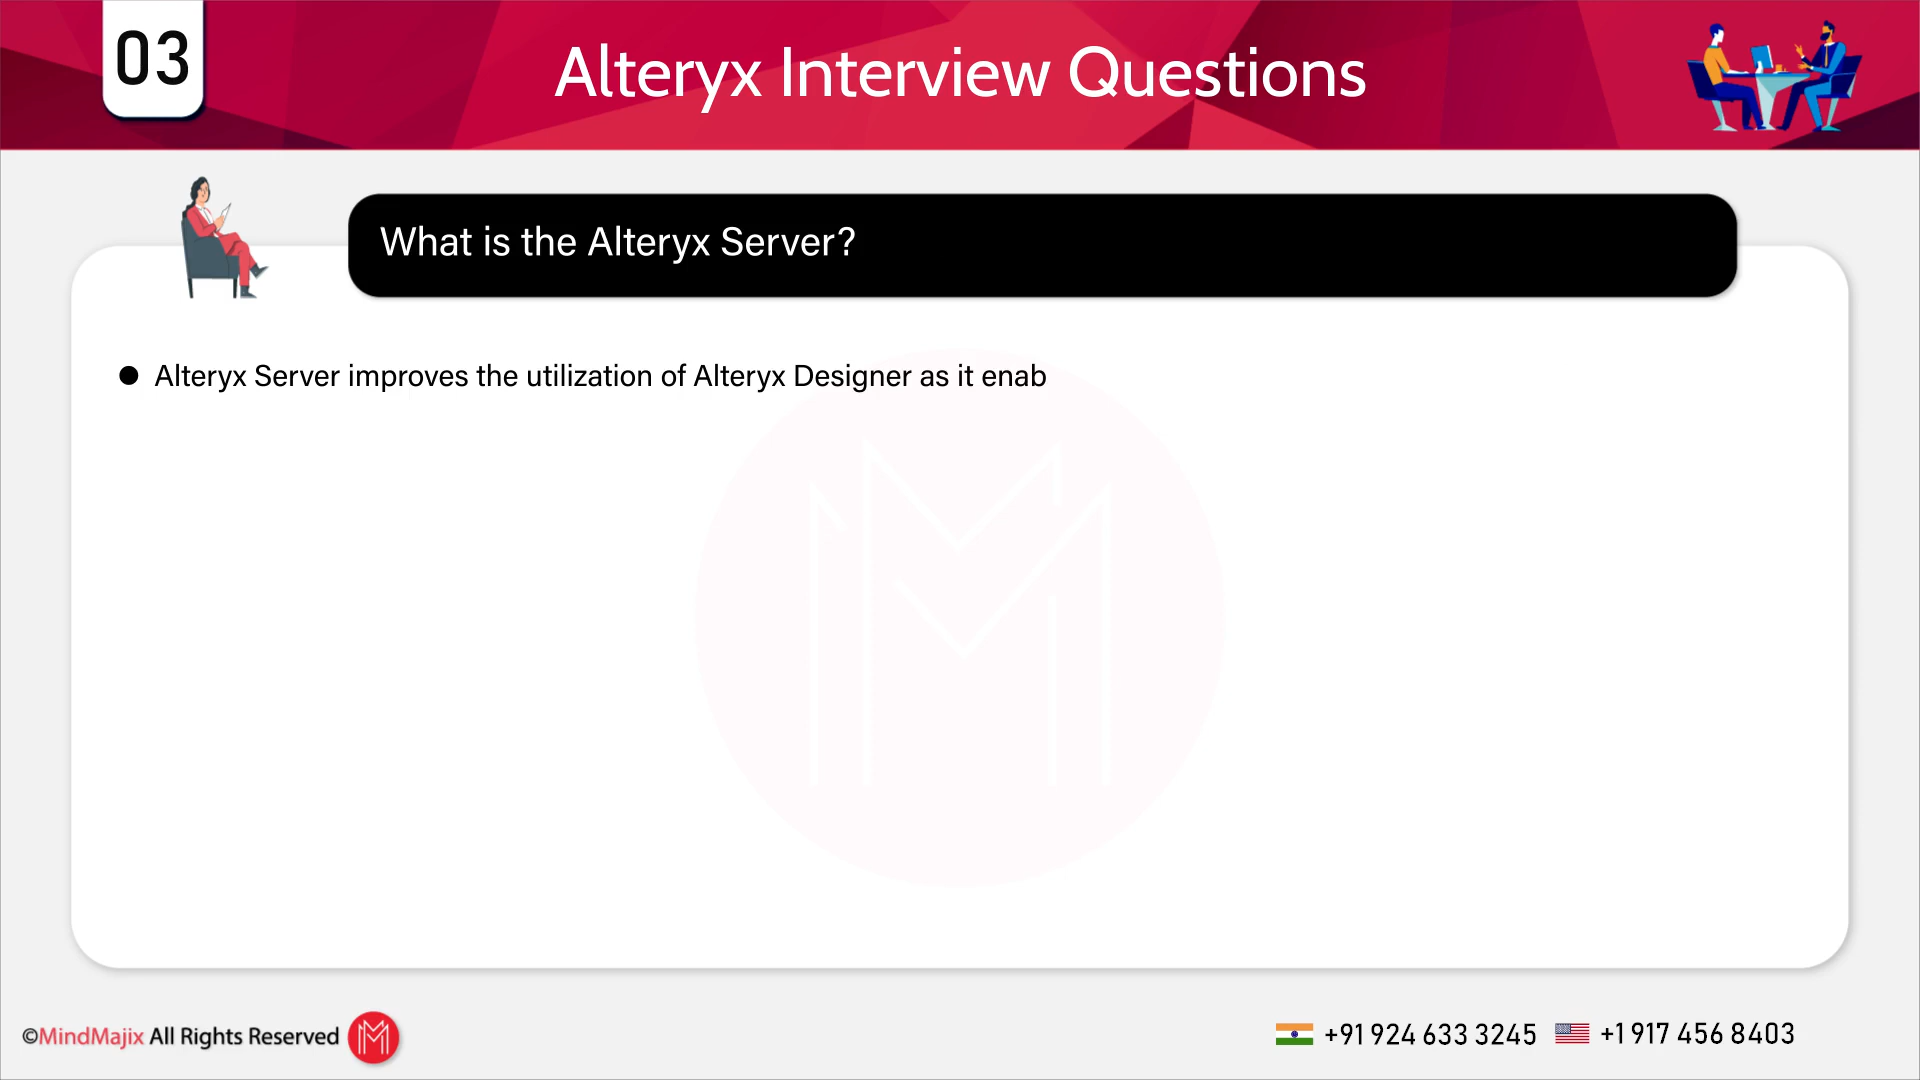 03
Alteryx Interview Questions
What is the Alteryx Server?
● Alteryx Server improves the utilization of Alteryx Designer as it enab
©MindMajix All Rights Reserved
+91 924 633 3245 +1 917 456 8403